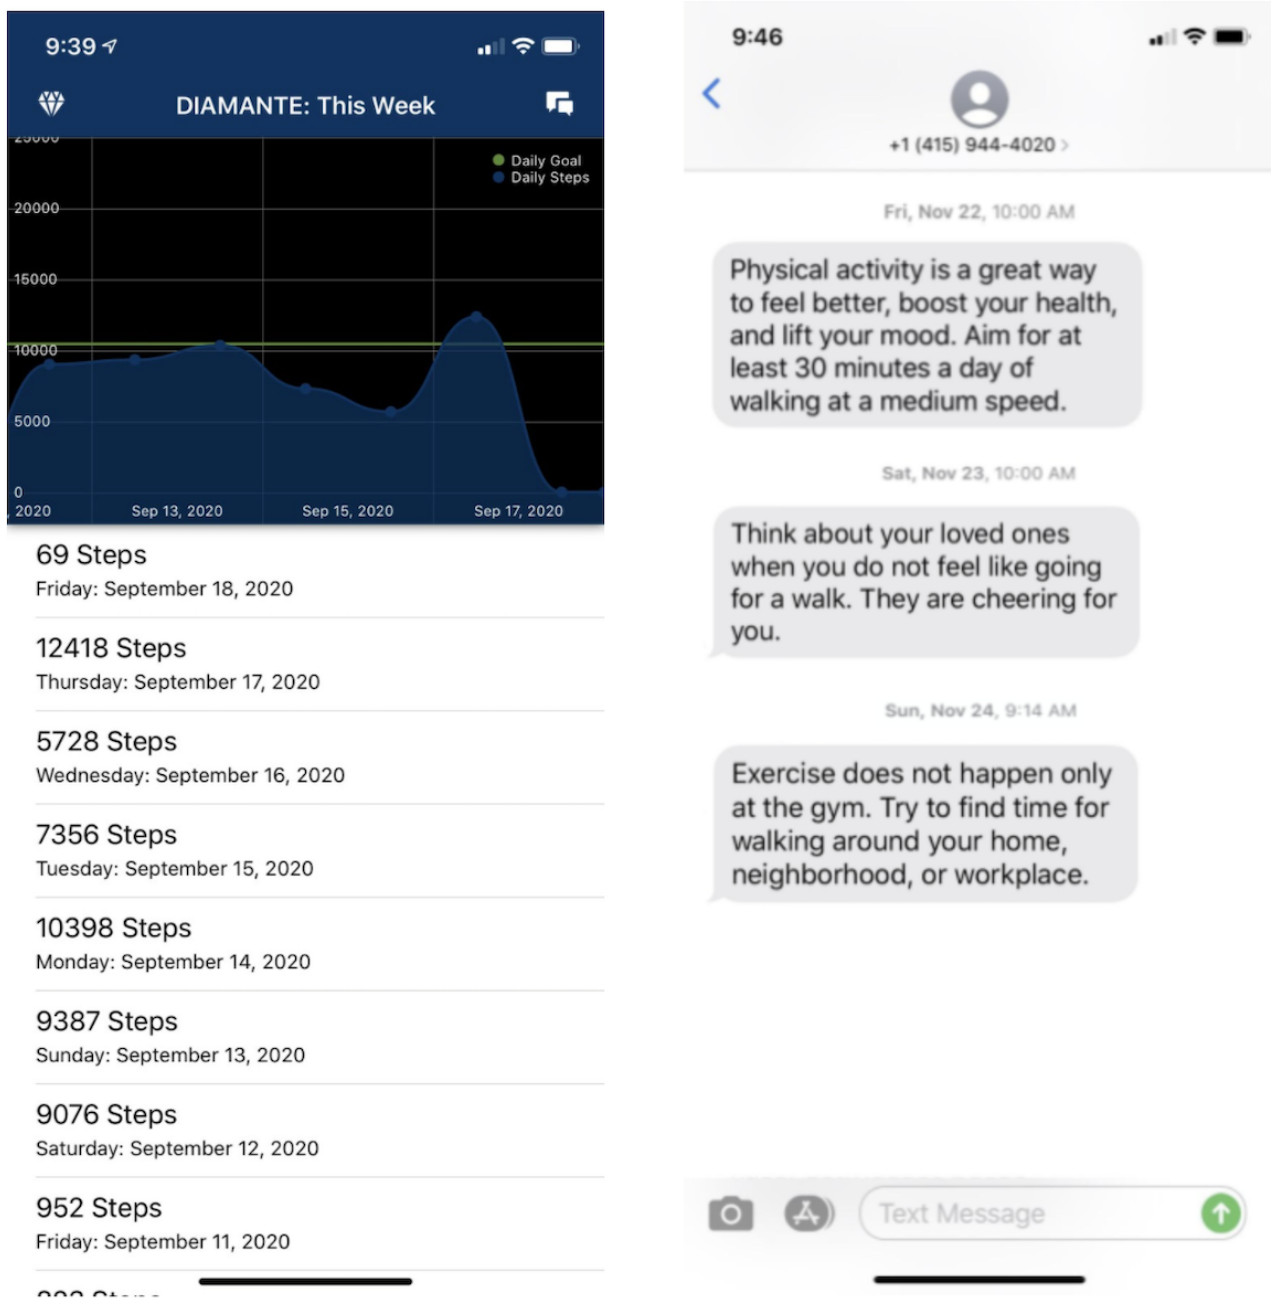 9:39
DIAMANTE: This Week
25000
Daily Goal
Daily Steps
20000
15000
10000
5000
0
, 2020
Sep 13, 2020
Sep 15, 2020
Sep 17, 2020
69 Steps
Friday: September 18, 2020
12418 Steps
Thursday: September 17, 2020
5728 Steps
Wednesday: September 16, 2020
7356 Steps
Tuesday: September 15, 2020
10398 Steps
Monday: September 14, 2020
9387 Steps
Sunday: September 13, 2020
9076 Steps
Saturday: September 12, 2020
952 Steps
Friday: September 11, 2020
9:46
+1 (415) 944-4020
Fri, Nov 22, 10:00 AM
Physical activity is a great way
to feel better, boost your health,
and lift your mood. Aim for at
least 30 minutes a day of
walking at a medium speed.
Sat, Nov 23, 10:00 AM
Think about your loved ones
when you do not feel like going
for a walk. They are cheering for
you.
Sun, Nov 24, 9:14 AM
Exercise does not happen only
at the gym. Try to find time for
walking around your home,
neighborhood, or workplace.
Text Message